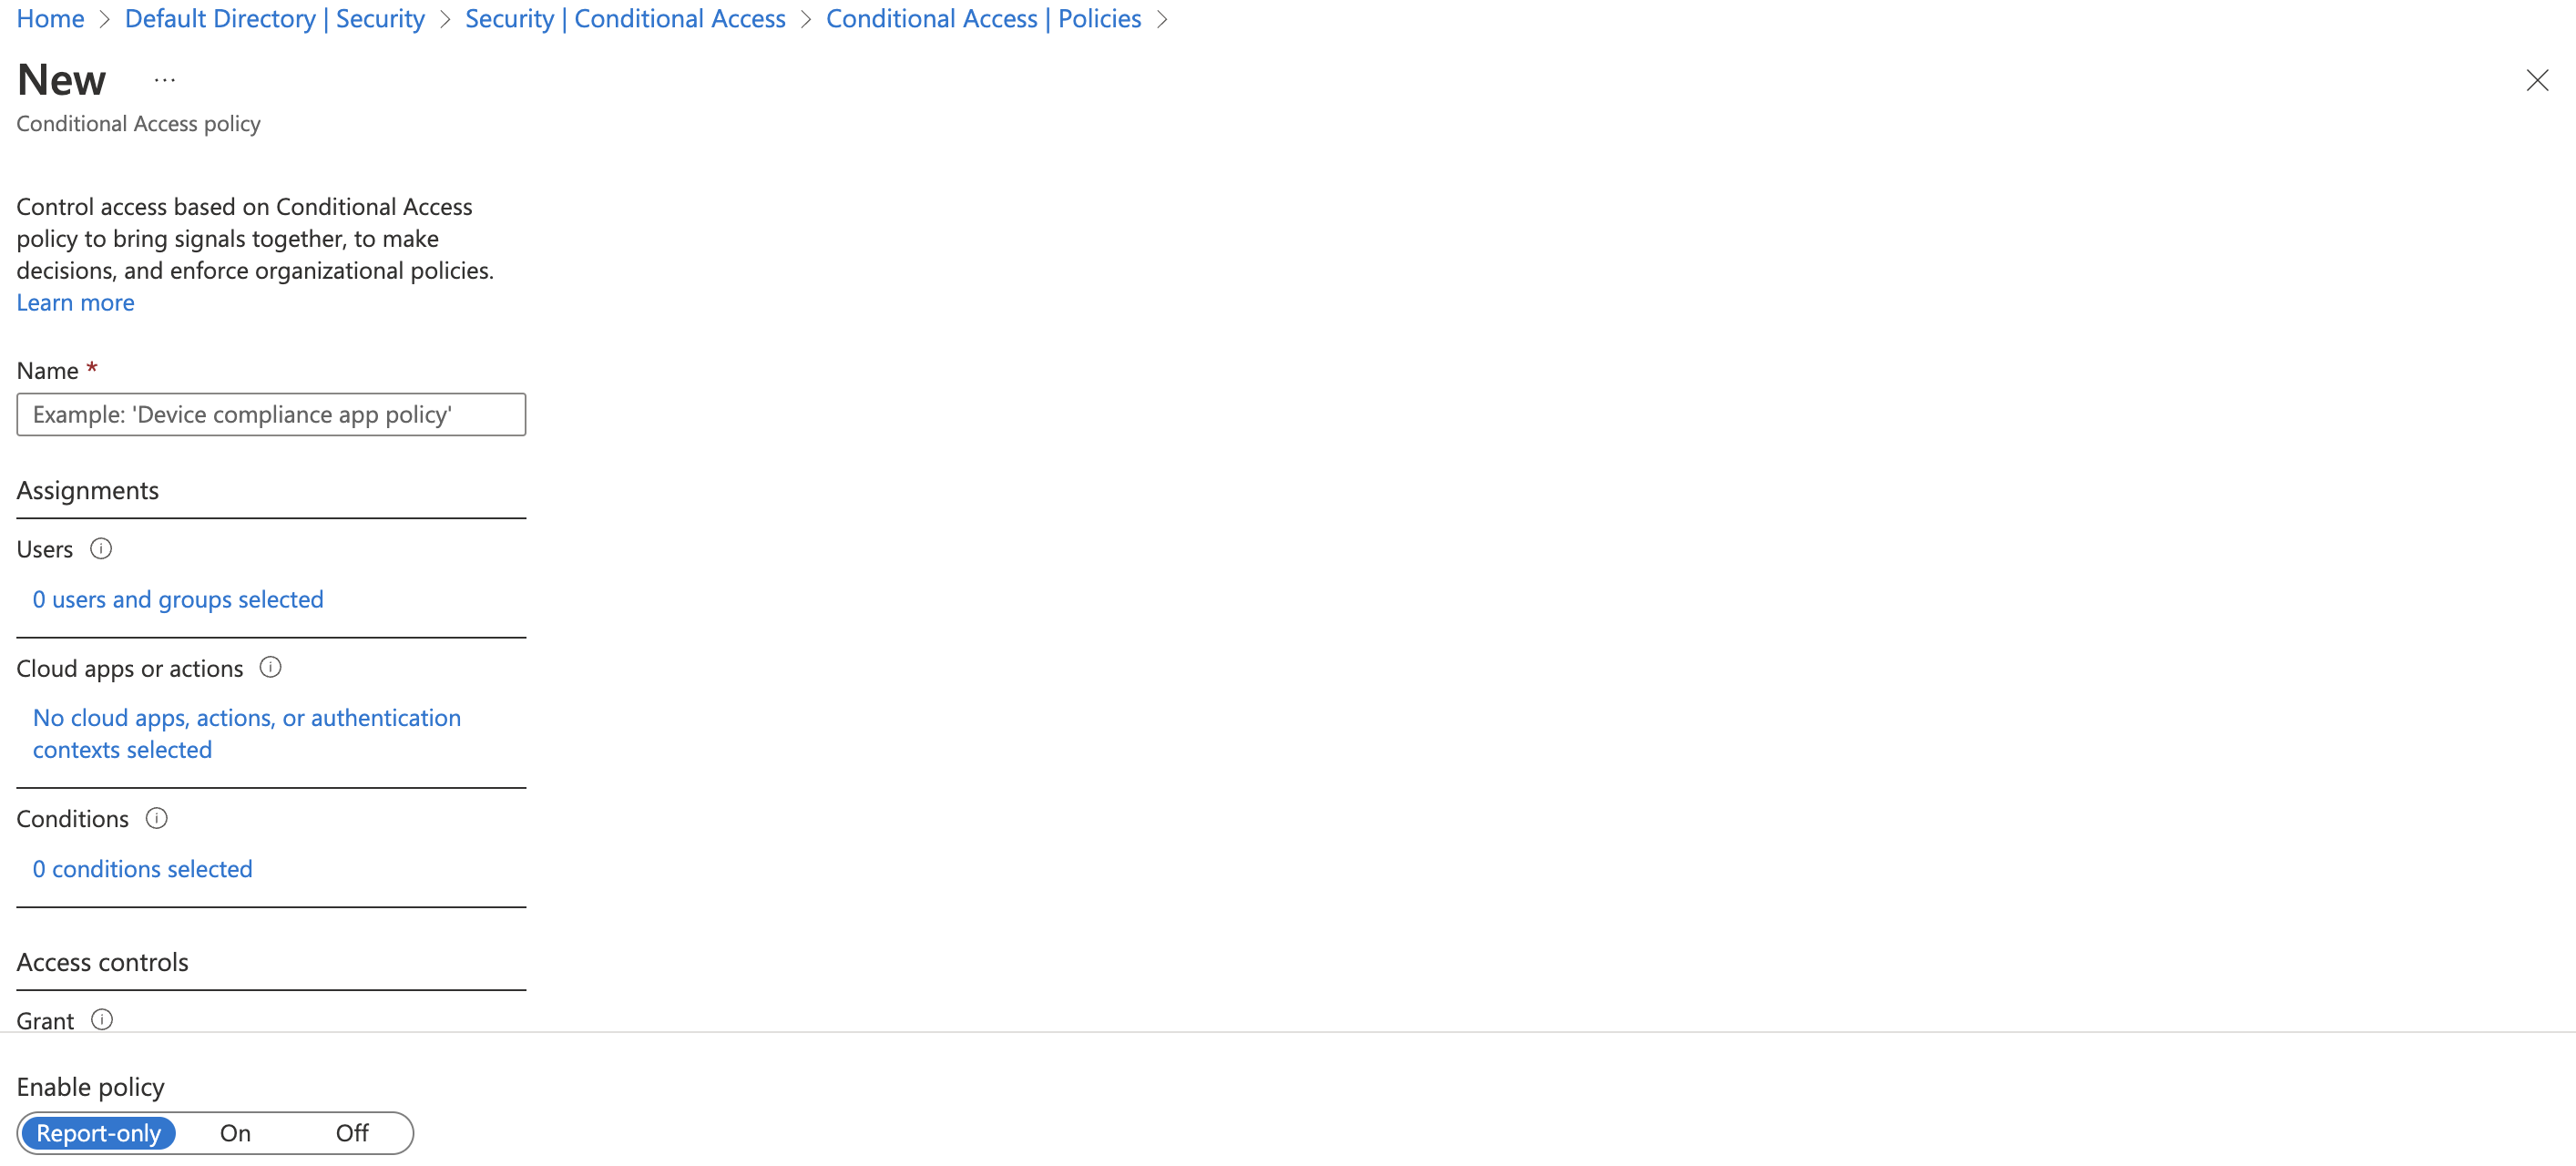 Home > Default Directory | Security > Security | Conditional Access > Conditional Access | Policies >
New ...
Conditional Access policy
Control access based on Conditional Access
policy to bring signals together, to make
decisions, and enforce organizational policies.
Learn more
Name *
Example: 'Device compliance app policy'
Assignments
Users
0 users and groups selected
Cloud apps or actions
No cloud apps, actions, or authentication
contexts selected
Conditions
0 conditions selected
Access controls
Grant
Enable policy
Report-only On Off